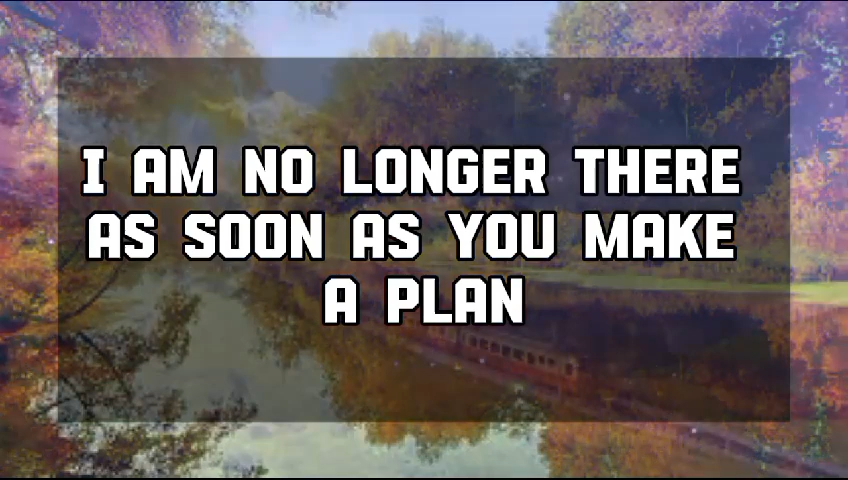 I AM NO LONGER THERE
AS SOON AS YOU MAKE
A PLAN